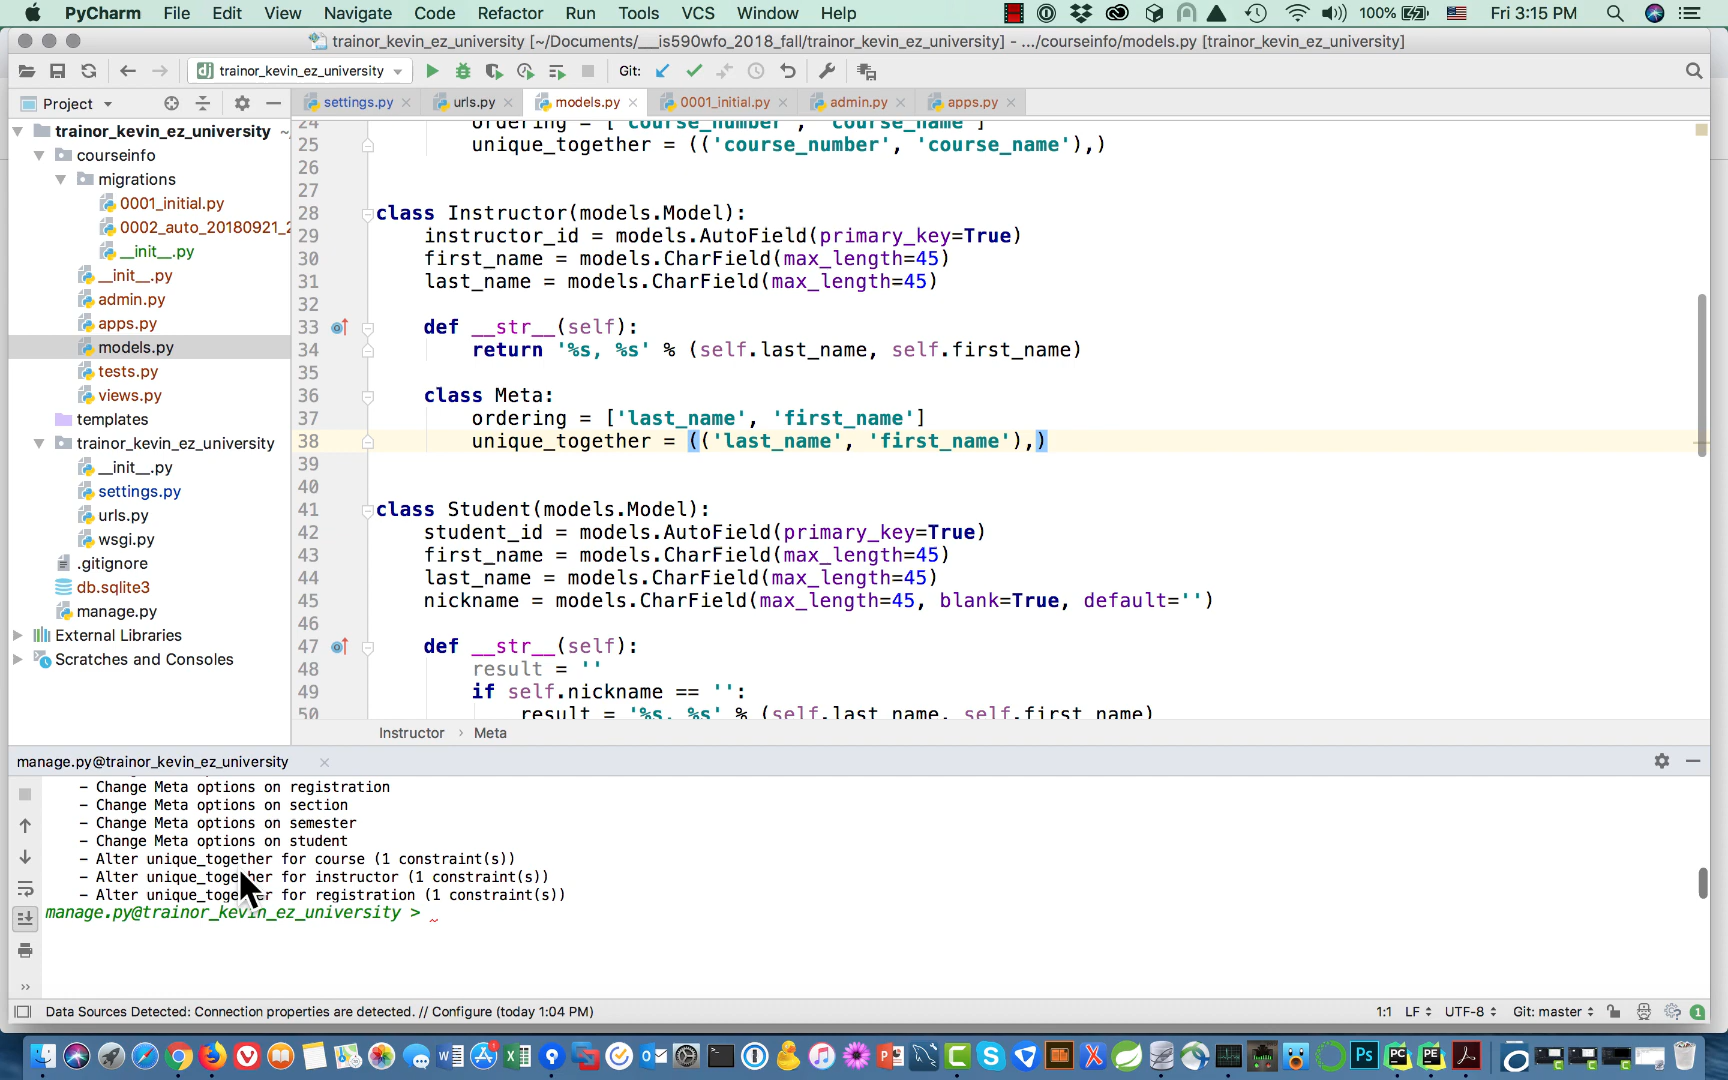 PyCharm File Edit View Navigate Code Refactor Run Tools VCS Window Help 100% Fri 3:15 PM
trainor_kevin_ez_university [~/Documents/__is590wfo_2018_fall/trainor_kevin_ez_university] - .../courseinfo/models.py [trainor_kevin_ez_university]
dj trainor_kevin_ez_university Git:
Project settings.py urls.py models.py 0001_initial.py admin.py apps.py
trainor_kevin_ez_university ~
courseinfo
migrations
0001_initial.py
0002_auto_20180921_2
__init__.py
__init__.py
admin.py
apps.py
models.py
tests.py
views.py
templates
trainor_kevin_ez_university
__init__.py
settings.py
urls.py
wsgi.py
.gitignore
db.sqlite3
manage.py
External Libraries
Scratches and Consoles
24 ordering = ['course_number', 'course_name']
25 unique_together = (('course_number', 'course_name'),)
26
27
28 class Instructor(models.Model):
29 instructor_id = models.AutoField(primary_key=True)
30 first_name = models.CharField(max_length=45)
31 last_name = models.CharField(max_length=45)
32
33 def __str__(self):
34 return '%s, %s' % (self.last_name, self.first_name)
35
36 class Meta:
37 ordering = ['last_name', 'first_name']
38 unique_together = (('last_name', 'first_name'),)
39
40
41 class Student(models.Model):
42 student_id = models.AutoField(primary_key=True)
43 first_name = models.CharField(max_length=45)
44 last_name = models.CharField(max_length=45)
45 nickname = models.CharField(max_length=45, blank=True, default='')
46
47 def __str__(self):
48 result = ''
49 if self.nickname == '':
50 result = '%s, %s' % (self.last_name, self.first_name)
Instructor › Meta
manage.py@trainor_kevin_ez_university
- Change Meta options on registration
- Change Meta options on section
- Change Meta options on semester
- Change Meta options on student
- Alter unique_together for course (1 constraint(s))
- Alter unique_together for instructor (1 constraint(s))
- Alter unique_together for registration (1 constraint(s))
manage.py@trainor_kevin_ez_university >
Data Sources Detected: Connection properties are detected. // Configure (today 1:04 PM) 1:1 LF UTF-8 Git: master 1